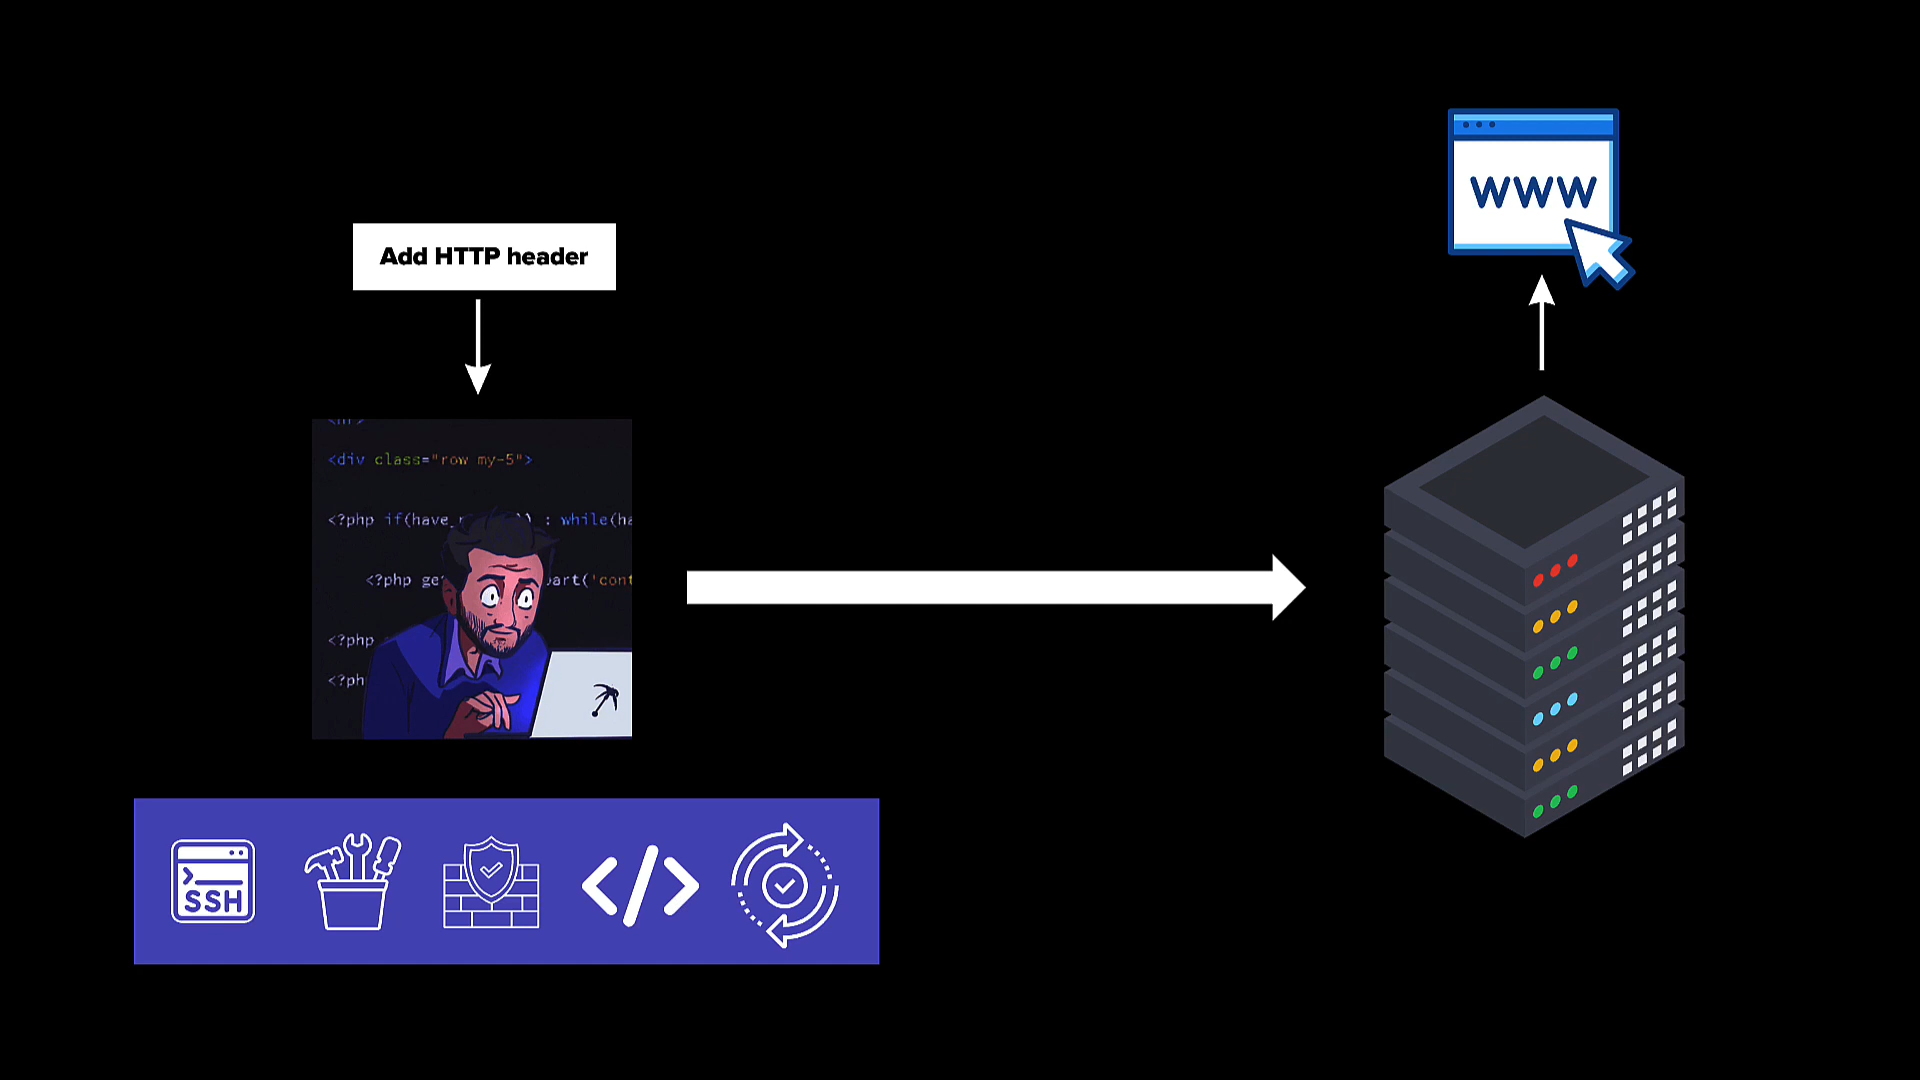 WWW
Add HTTP header
<div class="row my-5">
<?php if(have_ : while(ha
<?php ge part('cont
<?php
<?ph
SSH
</>